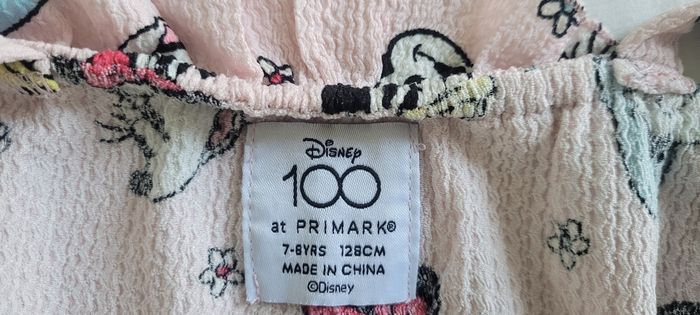 Disney
100
at PRIMARK®
7-8YRS 128CM
MADE IN CHINA
©Disney